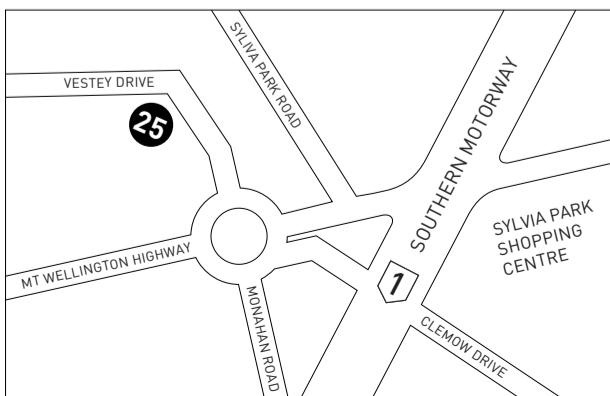 SYLIVA PARK ROAD
VESTEY DRIVE
25
SOUTHERN MOTORWAY
SYLVIA PARK
SHOPPING
CENTRE
MT WELLINGTON HIGHWAY
1
MONAHAN ROAD
CLEMOW DRIVE